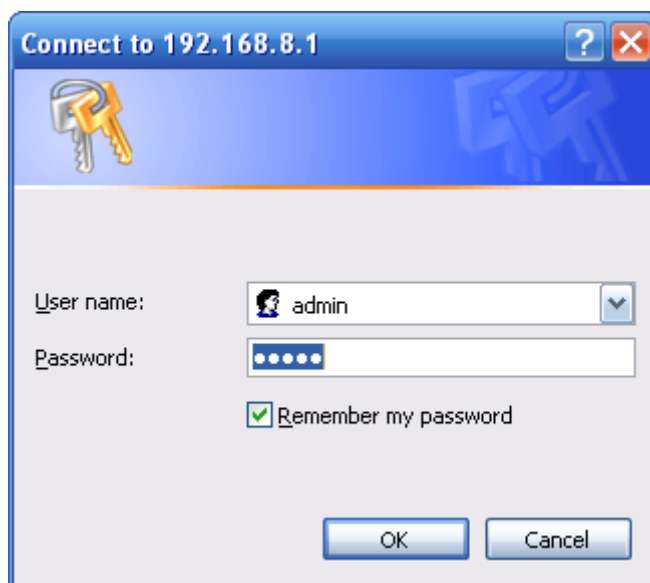 Connect to 192.168.8.1
User name:
admin
Password:
●●●●●
Remember my password
OK
Cancel